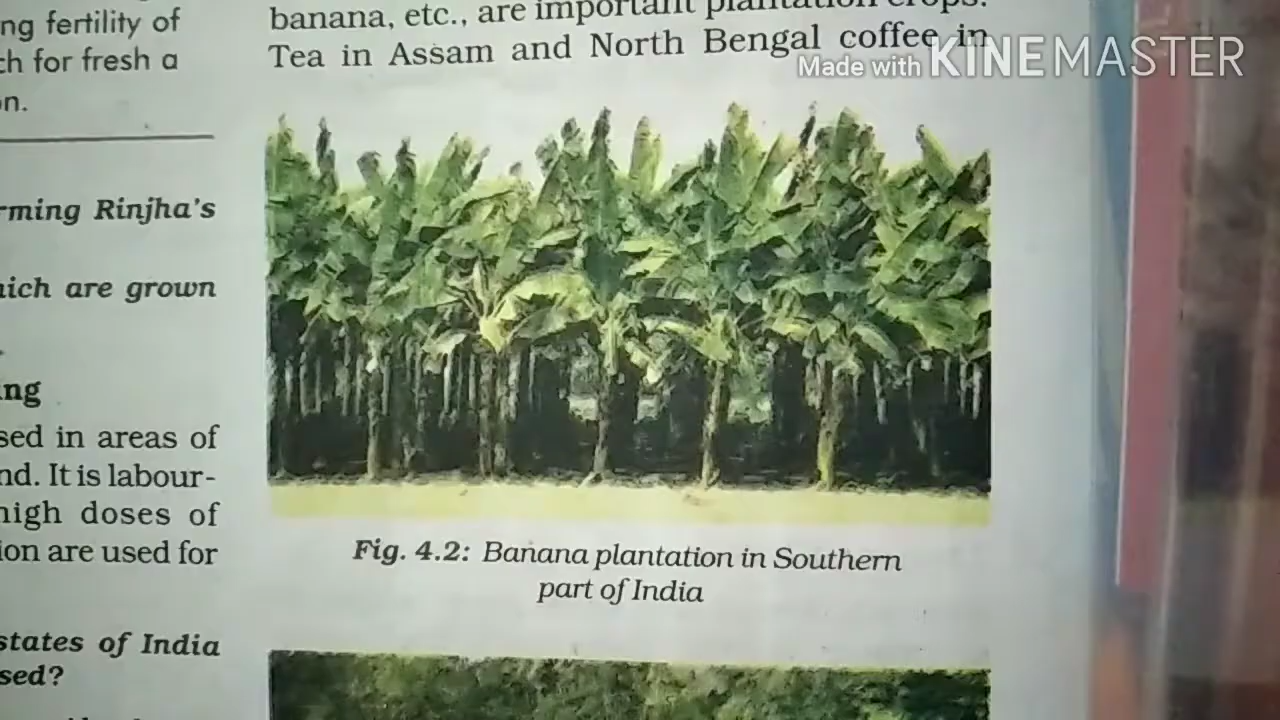 ng fertility of
ch for fresh a
on.
rming Rinjha's
hich are grown
ng
sed in areas of
nd. It is labour-
high doses of
ion are used for
states of India
sed?
banana, etc., are important plantation crops.
Tea in Assam and North Bengal coffee in
Made with KINEMASTER
Fig. 4.2: Banana plantation in Southern
part of India